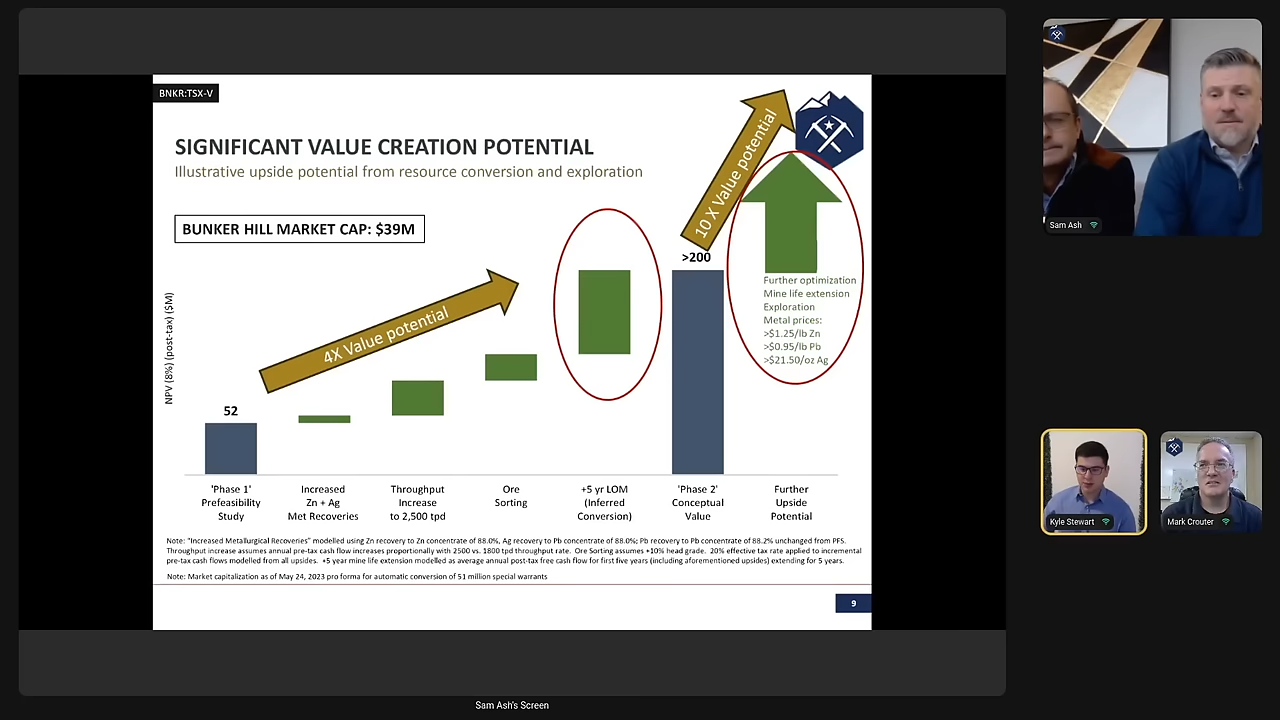 BNKR:TSX-V
SIGNIFICANT VALUE CREATION POTENTIAL
Illustrative upside potential from resource conversion and exploration
BUNKER HILL MARKET CAP: $39M
10 X Value potential
4X Value potential
NPV (8%) (post-tax) ($M)
52
>200
Further optimization
Mine life extension
Exploration
Metal prices:
>$1.25/lb Zn
>$0.95/lb Pb
>$21.50/oz Ag
'Phase 1'
Prefeasibility
Study
Increased
Zn + Ag
Met Recoveries
Throughput
Increase
to 2,500 tpd
Ore
Sorting
+5 yr LOM
(Inferred
Conversion)
'Phase 2'
Conceptual
Value
Further
Upside
Potential
Note: "Increased Metallurgical Recoveries" modelled using Zn recovery to Zn concentrate of 88.0%, Ag recovery to Pb concentrate of 88.0%; Pb recovery to Pb concentrate of 88.2% unchanged from PFS.
Throughput increase assumes annual pre-tax cash flow increases proportionally with 2500 vs. 1800 tpd throughput rate. Ore Sorting assumes +10% head grade. 20% effective tax rate applied to incremental
pre-tax cash flows modelled from all upsides. +5 year mine life extension modelled as average annual post-tax free cash flow for first five years (including aforementioned upsides) extending for 5 years.
Note: Market capitalization as of May 24, 2023 pro forma for automatic conversion of 51 million special warrants
9
Sam Ash's Screen
Sam Ash
Kyle Stewart
Mark Crouter